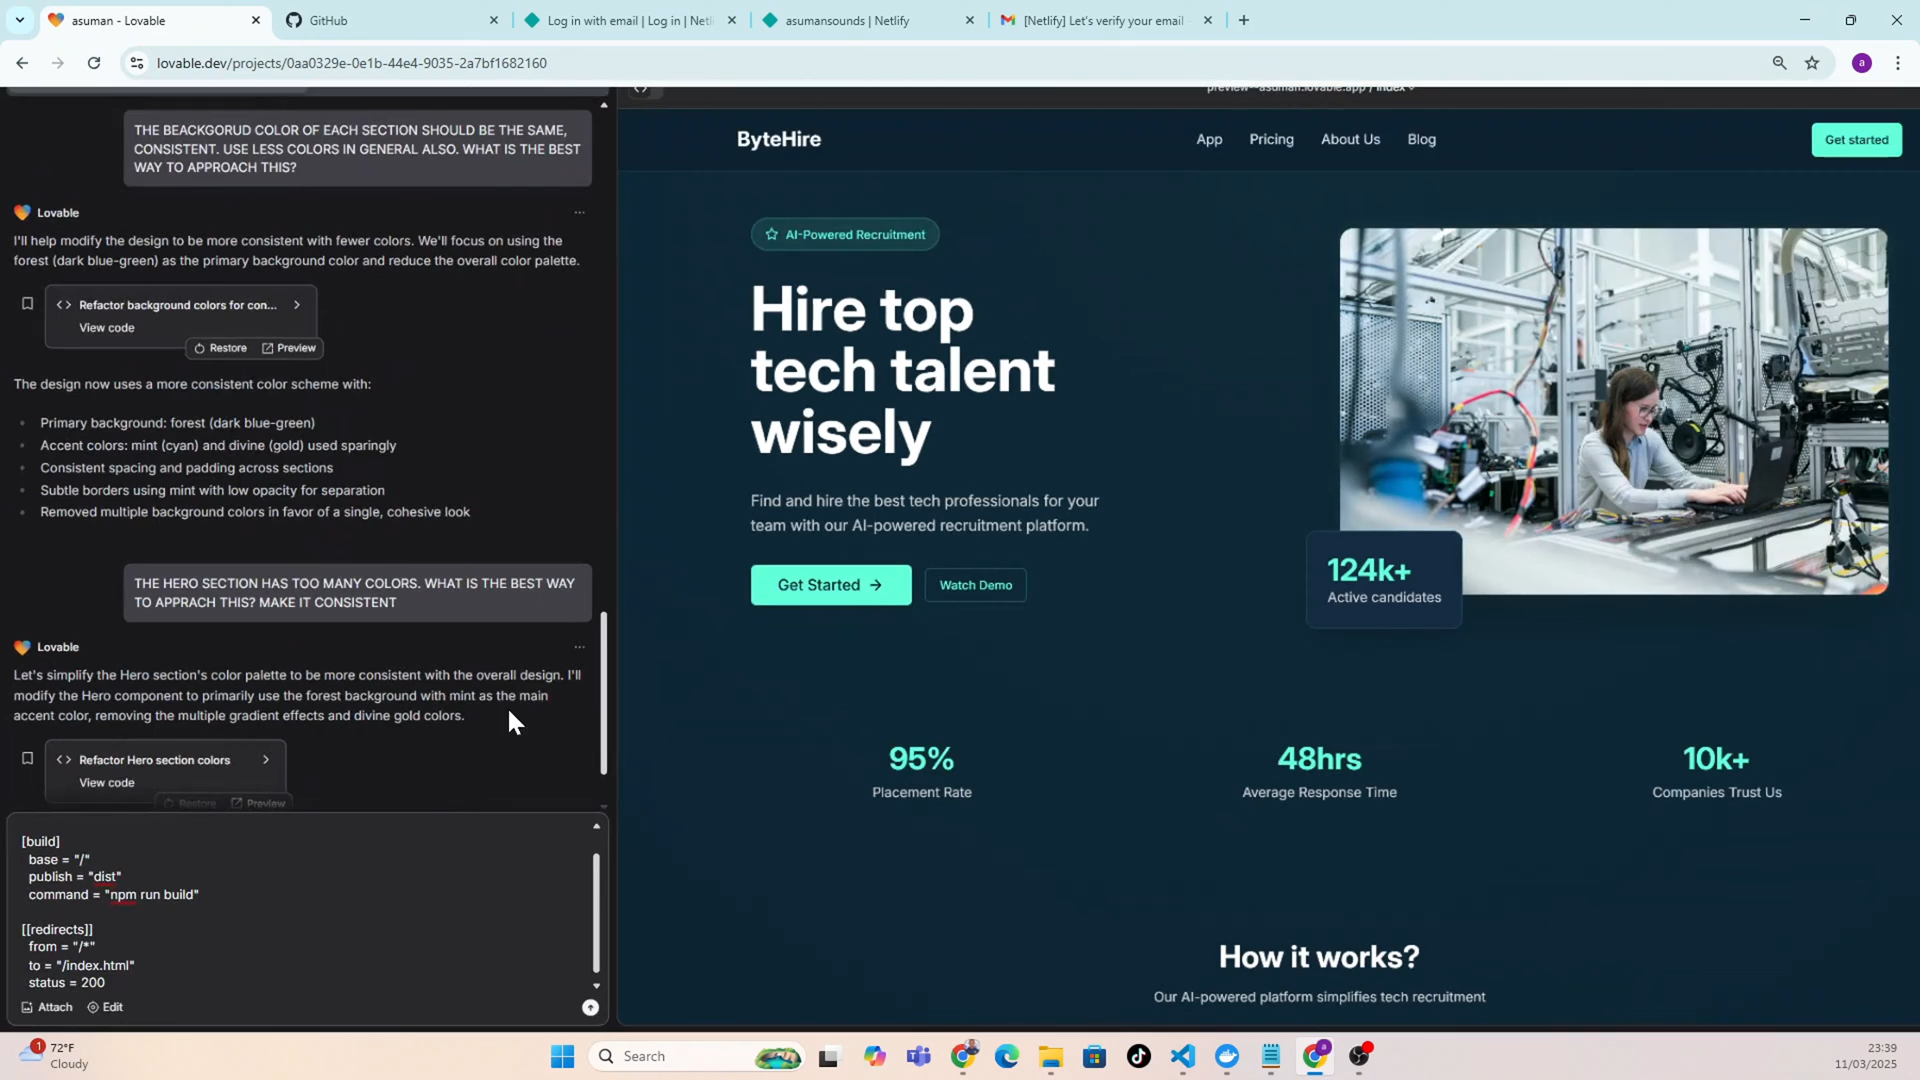 asuman - Lovable
GitHub
Log in with email | Log in | Netl
asumansounds | Netlify
[Netlify] Let's verify your email
lovable.dev/projects/0aa0329e-0e1b-44e4-9035-2a7bf1682160
a
preview--asuman.lovable.app / index
THE BEACKGORUD COLOR OF EACH SECTION SHOULD BE THE SAME,
CONSISTENT. USE LESS COLORS IN GENERAL ALSO. WHAT IS THE BEST
WAY TO APPROACH THIS?
Lovable
I'll help modify the design to be more consistent with fewer colors. We'll focus on using the
forest (dark blue-green) as the primary background color and reduce the overall color palette.
Refactor background colors for con...
View code
Restore
Preview
The design now uses a more consistent color scheme with:
Primary background: forest (dark blue-green)
Accent colors: mint (cyan) and divine (gold) used sparingly
Consistent spacing and padding across sections
Subtle borders using mint with low opacity for separation
Removed multiple background colors in favor of a single, cohesive look
THE HERO SECTION HAS TOO MANY COLORS. WHAT IS THE BEST WAY
TO APPRACH THIS? MAKE IT CONSISTENT
Lovable
Let's simplify the Hero section's color palette to be more consistent with the overall design. I'll
modify the Hero component to primarily use the forest background with mint as the main
accent color, removing the multiple gradient effects and divine gold colors.
Refactor Hero section colors
View code
Restore
Preview
[build]
base = "/"
publish = "dist"
command = "npm run build"
[[redirects]]
from = "/*"
to = "/index.html"
status = 200
Attach
Edit
ByteHire
App
Pricing
About Us
Blog
Get started
AI-Powered Recruitment
Hire top
tech talent
wisely
Find and hire the best tech professionals for your
team with our AI-powered recruitment platform.
Get Started
Watch Demo
124k+
Active candidates
95%
Placement Rate
48hrs
Average Response Time
10k+
Companies Trust Us
How it works?
Our AI-powered platform simplifies tech recruitment
1
72°F
Cloudy
Search
a
23:39
11/03/2025